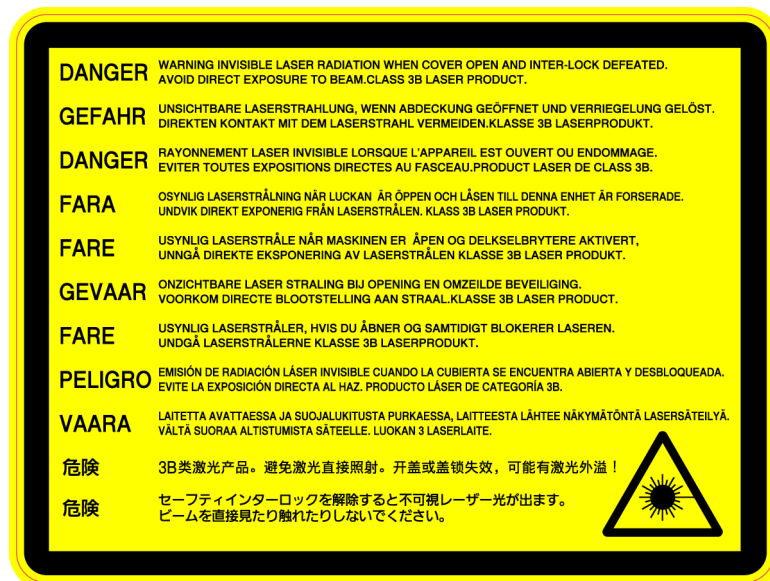 DANGER WARNING INVISIBLE LASER RADIATION WHEN COVER OPEN AND INTER-LOCK DEFEATED.
AVOID DIRECT EXPOSURE TO BEAM.CLASS 3B LASER PRODUCT.
GEFAHR UNSICHTBARE LASERSTRAHLUNG, WENN ABDECKUNG GEÖFFNET UND VERRIEGELUNG GELÖST.
DIREKTEN KONTAKT MIT DEM LASERSTRAHL VERMEIDEN.KLASSE 3B LASERPRODUKT.
DANGER RAYONNEMENT LASER INVISIBLE LORSQUE L'APPAREIL EST OUVERT OU ENDOMMAGE.
EVITER TOUTES EXPOSITIONS DIRECTES AU FASCEAU.PRODUCT LASER DE CLASS 3B.
FARA OSYNLIG LASERSTRÅLNING NÄR LUCKAN ÄR ÖPPEN OCH LÅSEN TILL DENNA ENHET ÄR FORSERADE.
UNDVIK DIREKT EXPONERIG FRÅN LASERSTRÅLEN. KLASS 3B LASER PRODUKT.
FARE USYNLIG LASERSTRÅLE NÅR MASKINEN ER ÅPEN OG DELKSELBRYTERE AKTIVERT,
UNNGÅ DIREKTE EKSPONERING AV LASERSTRÅLEN KLASSE 3B LASER PRODUKT.
GEVAAR ONZICHTBARE LASER STRALING BIJ OPENING EN OMZEILDE BEVEILIGING.
VOORKOM DIRECTE BLOOTSTELLING AAN STRAAL.KLASSE 3B LASER PRODUCT.
FARE USYNLIG LASERSTRÅLER, HVIS DU ÅBNER OG SAMTIDIGT BLOKERER LASEREN.
UNDGÅ LASERSTRÅLERNE KLASSE 3B LASERPRODUKT.
PELIGRO EMISIÓN DE RADIACIÓN LÁSER INVISIBLE CUANDO LA CUBIERTA SE ENCUENTRA ABIERTA Y DESBLOQUEADA.
EVITE LA EXPOSICIÓN DIRECTA AL HAZ. PRODUCTO LÁSER DE CATEGORÍA 3B.
VAARA LAITETTA AVATTAESSA JA SUOJALUKITUSTA PURKAESSA, LAITTEESTA LÄHTEE NÄKYMÄTÖNTÄ LASERSÄTEILYÄ.
VÄLTÄ SUORAA ALTISTUMISTA SÄTEELLE. LUOKAN 3 LASERLAITE.
危険 3B类激光产品。避免激光直接照射。开盖或盖锁失效，可能有激光外溢！
危険 セーフティインターロックを解除すると不可視レーザー光が出ます。
ビームを直接見たり触れたりしないでください。